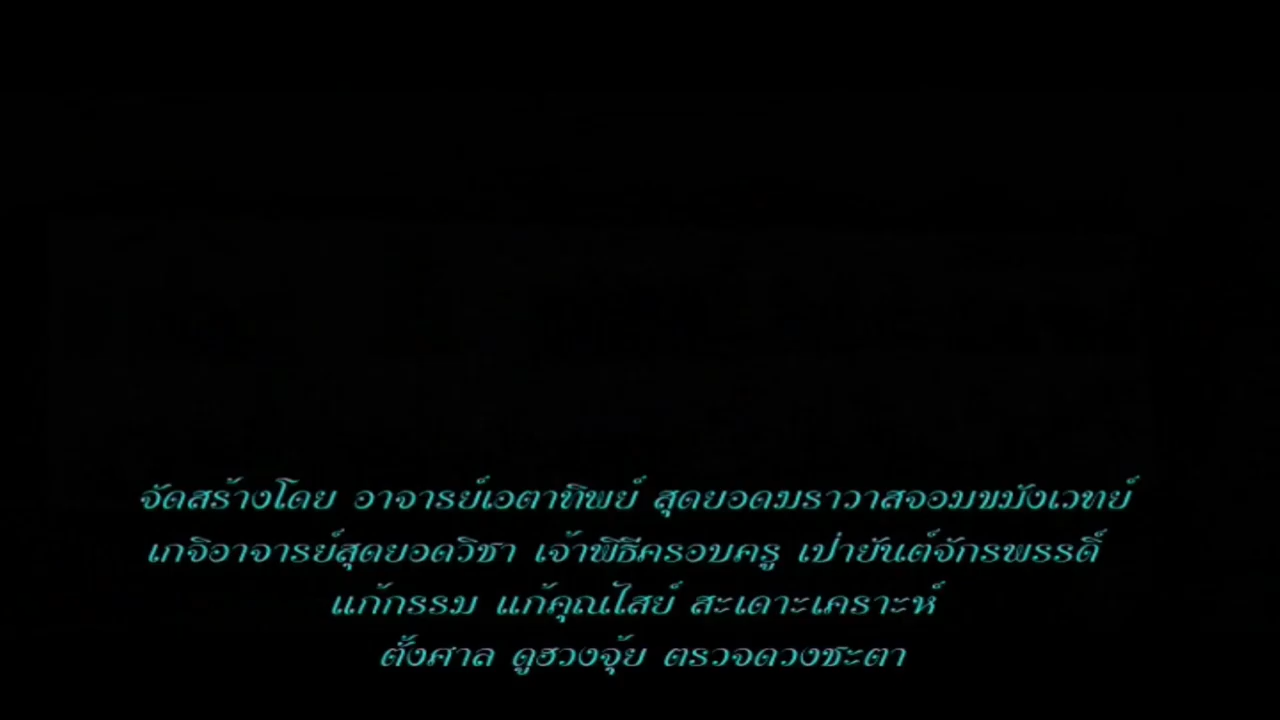 จัดสร้างโดย อาจารย์เอตาทิพย์ สุดยอดฆราวาสจอมขมังเวทย์
เกจิอาจารย์สุดยอดวิชา เจ้าพิธีครอบครู เป่ายันต์จักรพรรดิ์
แก้กรรม แก้คุณไสย์ สะเดาะเคราะห์
ตั้งศาล ดูฮวงจุ้ย ตรวจดวงชะตา